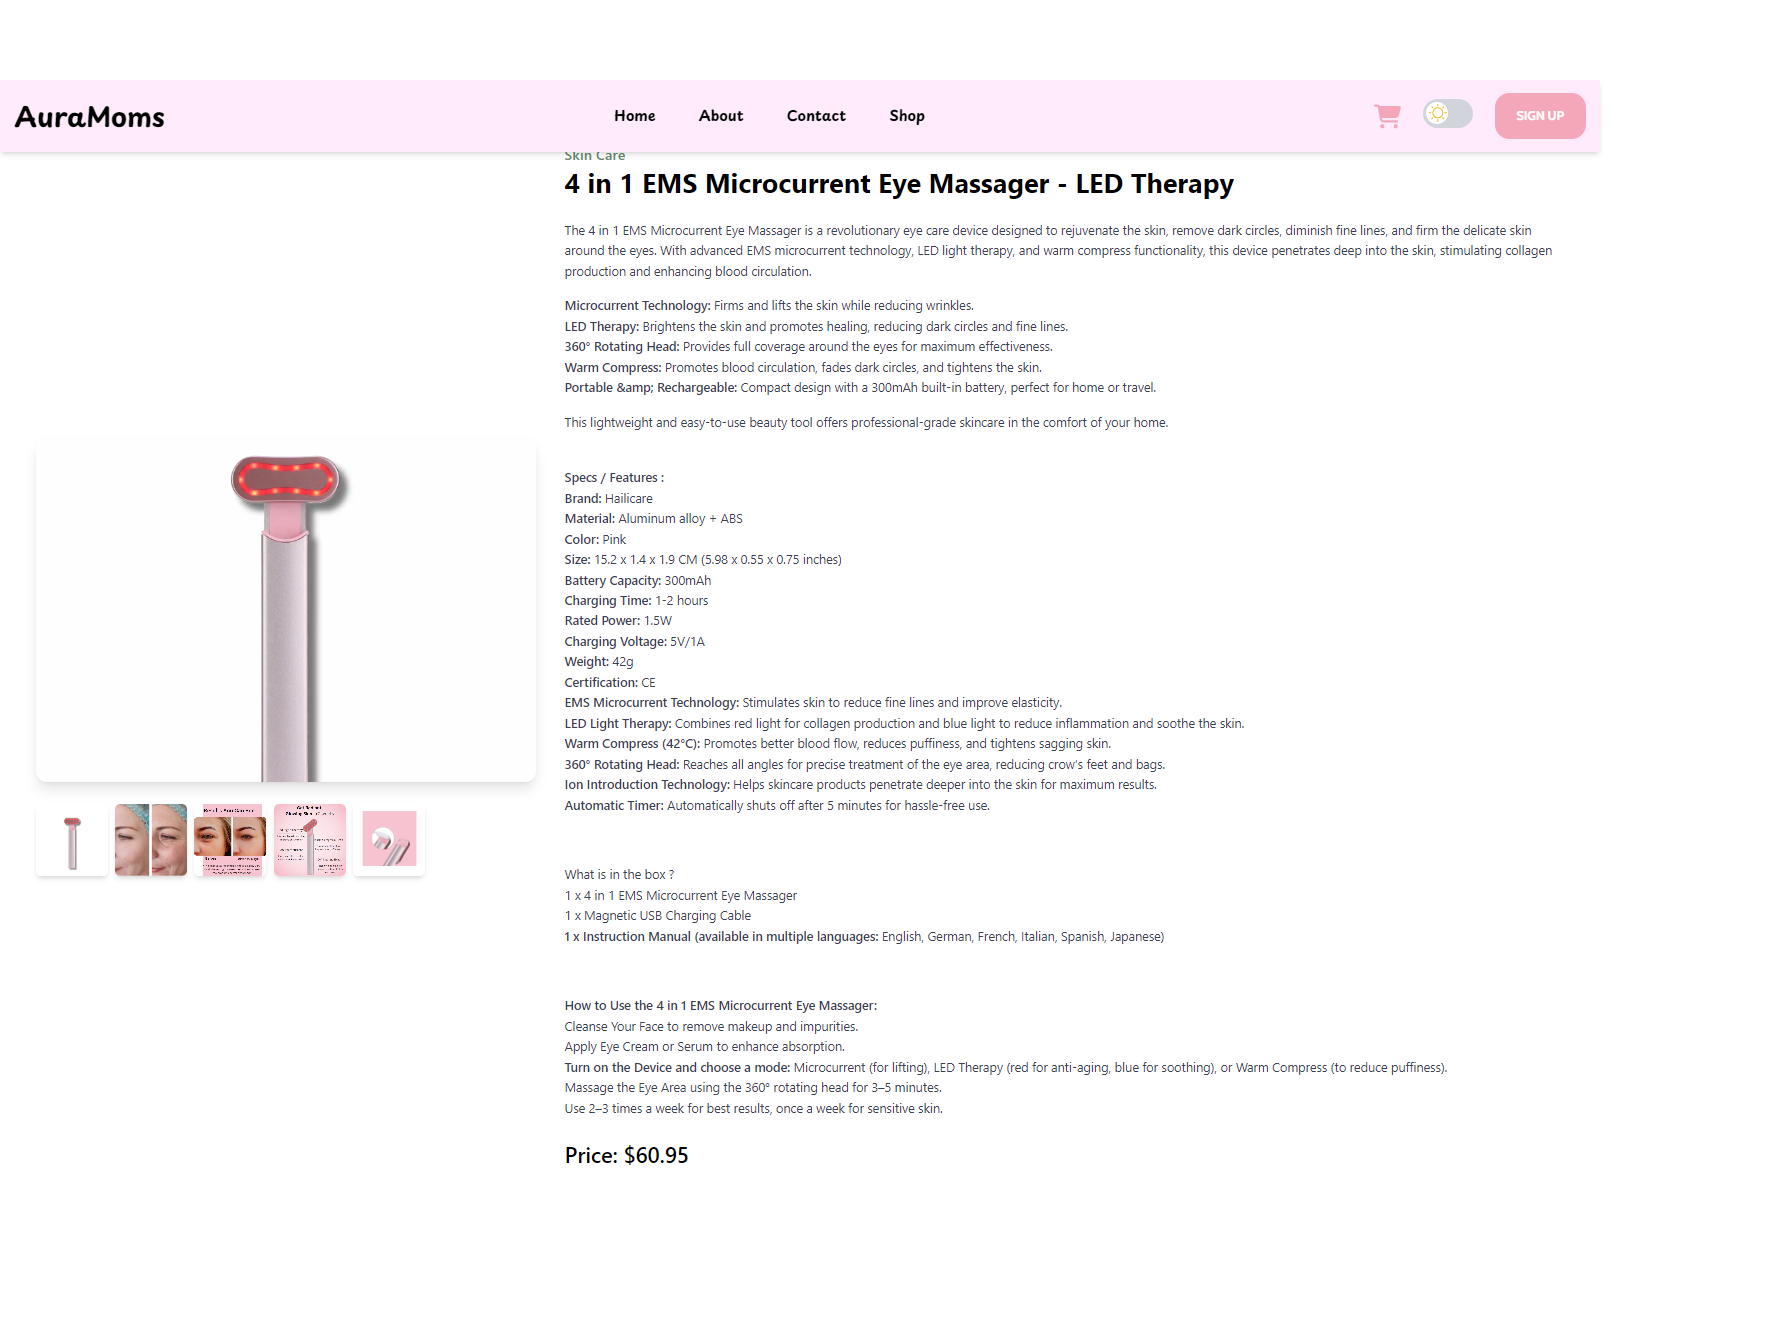 AuraMoms
Home
About
Contact
Shop
SIGN UP
Skin Care
4 in 1 EMS Microcurrent Eye Massager - LED Therapy
The 4 in 1 EMS Microcurrent Eye Massager is a revolutionary eye care device designed to rejuvenate the skin, remove dark circles, diminish fine lines, and firm the delicate skin
around the eyes. With advanced EMS microcurrent technology, LED light therapy, and warm compress functionality, this device penetrates deep into the skin, stimulating collagen
production and enhancing blood circulation.
Microcurrent Technology: Firms and lifts the skin while reducing wrinkles.
LED Therapy: Brightens the skin and promotes healing, reducing dark circles and fine lines.
360° Rotating Head: Provides full coverage around the eyes for maximum effectiveness.
Warm Compress: Promotes blood circulation, fades dark circles, and tightens the skin.
Portable &amp; Rechargeable: Compact design with a 300mAh built-in battery, perfect for home or travel.
This lightweight and easy-to-use beauty tool offers professional-grade skincare in the comfort of your home.
Specs / Features :
Brand: Hailicare
Material: Aluminum alloy + ABS
Color: Pink
Size: 15.2 x 1.4 x 1.9 CM (5.98 x 0.55 x 0.75 inches)
Battery Capacity: 300mAh
Charging Time: 1-2 hours
Rated Power: 1.5W
Charging Voltage: 5V/1A
Weight: 42g
Certification: CE
EMS Microcurrent Technology: Stimulates skin to reduce fine lines and improve elasticity.
LED Light Therapy: Combines red light for collagen production and blue light to reduce inflammation and soothe the skin.
Warm Compress (42°C): Promotes better blood flow, reduces puffiness, and tightens sagging skin.
360° Rotating Head: Reaches all angles for precise treatment of the eye area, reducing crow's feet and bags.
Ion Introduction Technology: Helps skincare products penetrate deeper into the skin for maximum results.
Automatic Timer: Automatically shuts off after 5 minutes for hassle-free use.
What is in the box ?
1 x 4 in 1 EMS Microcurrent Eye Massager
1 x Magnetic USB Charging Cable
1 x Instruction Manual (available in multiple languages: English, German, French, Italian, Spanish, Japanese)
How to Use the 4 in 1 EMS Microcurrent Eye Massager:
Cleanse Your Face to remove makeup and impurities.
Apply Eye Cream or Serum to enhance absorption.
Turn on the Device and choose a mode: Microcurrent (for lifting), LED Therapy (red for anti-aging, blue for soothing), or Warm Compress (to reduce puffiness).
Massage the Eye Area using the 360° rotating head for 3–5 minutes.
Use 2–3 times a week for best results, once a week for sensitive skin.
Price: $60.95